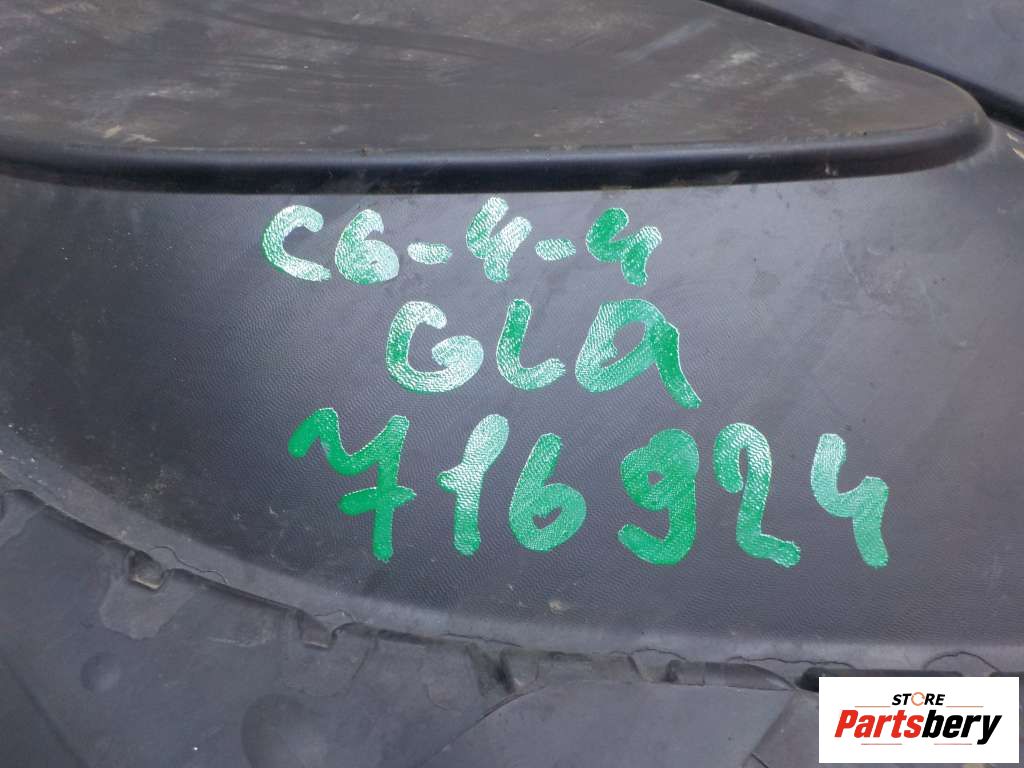 C6-4-4
GLA
716924
STORE
Partsbery